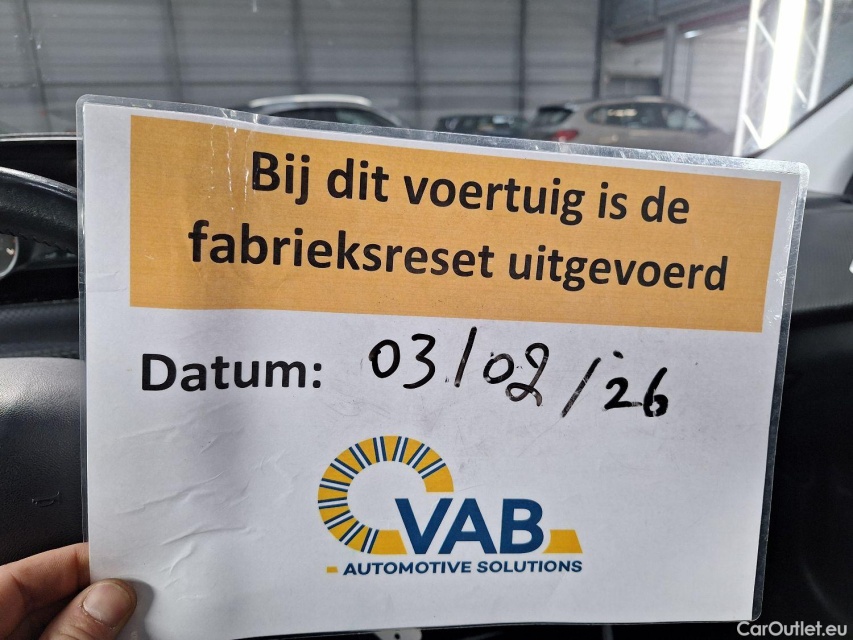 Bij dit voertuig is de
fabrieksreset uitgevoerd
Datum: 03/02/26
VAB
AUTOMOTIVE SOLUTIONS
CarOutlet.eu